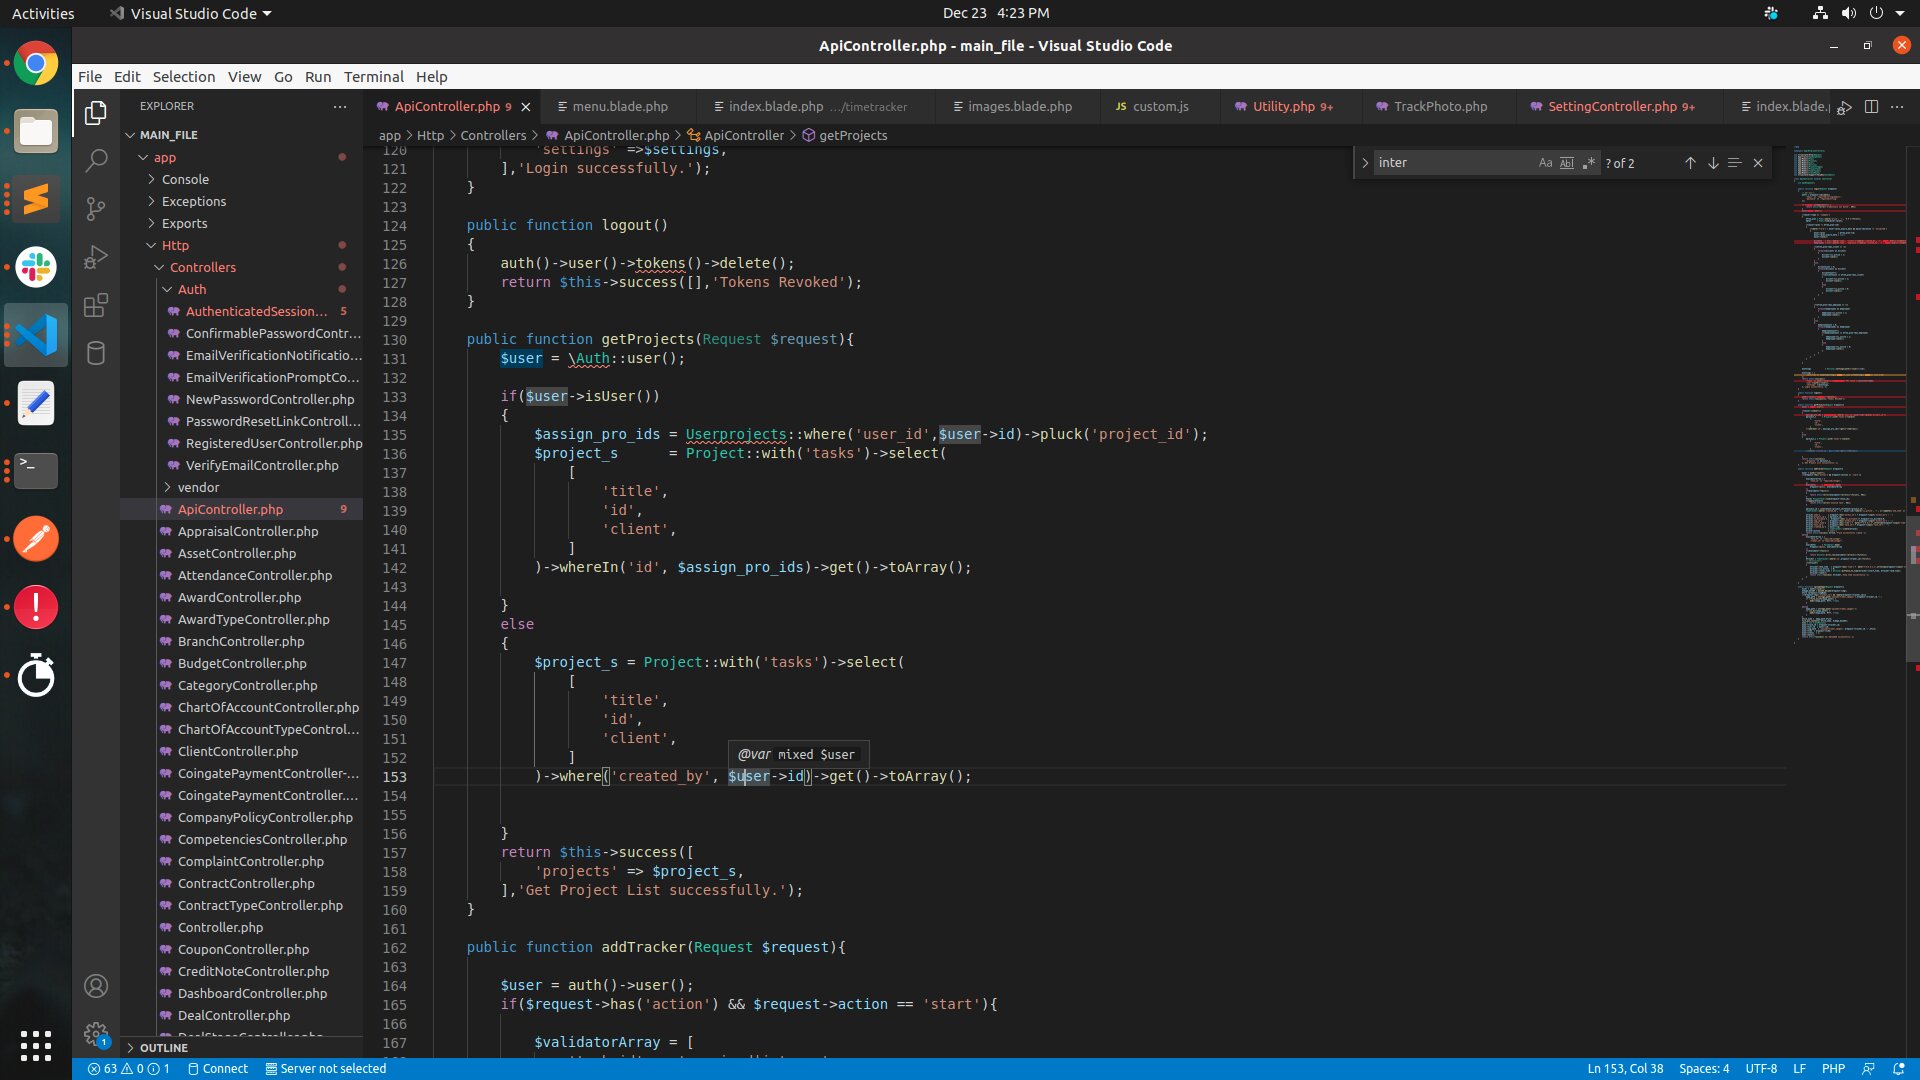 Activities
Visual Studio Code
Dec 23 4:23 PM
ApiController.php - main_file - Visual Studio Code
File Edit Selection View Go Run Terminal Help
EXPLORER
ApiController.php 9
menu.blade.php
index.blade.php …/timetracker
images.blade.php
JS custom.js
Utility.php 9+
TrackPhoto.php
SettingController.php 9+
index.blade.
MAIN_FILE
app > Http > Controllers > ApiController.php > ApiController > getProjects
inter
Aa Ab ? of 2
app
Console
Exceptions
Exports
Http
Controllers
Auth
AuthenticatedSession... 5
ConfirmablePasswordContr...
EmailVerificationNotificatio...
EmailVerificationPromptCo...
NewPasswordController.php
PasswordResetLinkControll...
RegisteredUserController.php
VerifyEmailController.php
vendor
ApiController.php 9
AppraisalController.php
AssetController.php
AttendanceController.php
AwardController.php
AwardTypeController.php
BranchController.php
BudgetController.php
CategoryController.php
ChartOfAccountController.php
ChartOfAccountTypeControl...
ClientController.php
CoingatePaymentController-...
CoingatePaymentController....
CompanyPolicyController.php
CompetenciesController.php
ComplaintController.php
ContractController.php
ContractTypeController.php
Controller.php
CouponController.php
CreditNoteController.php
DashboardController.php
DealController.php
DealStageController.php
OUTLINE
120 'settings' =>$settings,
121 ],'Login successfully.');
122 }
123
124 public function logout()
125 {
126 auth()->user()->tokens()->delete();
127 return $this->success([],'Tokens Revoked');
128 }
129
130 public function getProjects(Request $request){
131 $user = \Auth::user();
132
133 if($user->isUser())
134 {
135 $assign_pro_ids = Userprojects::where('user_id',$user->id)->pluck('project_id');
136 $project_s = Project::with('tasks')->select(
137 [
138 'title',
139 'id',
140 'client',
141 ]
142 )->whereIn('id', $assign_pro_ids)->get()->toArray();
143
144 }
145 else
146 {
147 $project_s = Project::with('tasks')->select(
148 [
149 'title',
150 'id',
151 'client',
152 ]
@var mixed $user
153 )->where('created_by', $user->id)->get()->toArray();
154
155
156 }
157 return $this->success([
158 'projects' => $project_s,
159 ],'Get Project List successfully.');
160 }
161
162 public function addTracker(Request $request){
163
164 $user = auth()->user();
165 if($request->has('action') && $request->action == 'start'){
166
167 $validatorArray = [
1
63 0 1 Connect Server not selected
Ln 153, Col 38 Spaces: 4 UTF-8 LF PHP